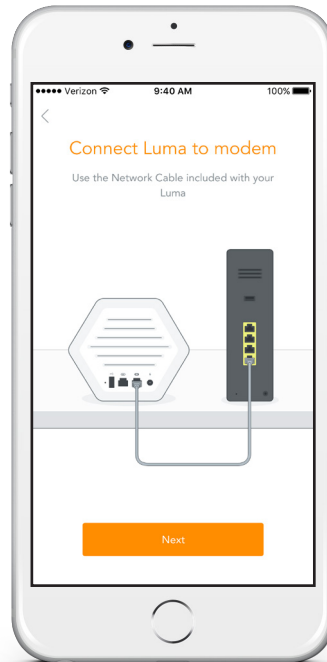 Verizon 9:40 AM 100%
Connect Luma to modem
Use the Network Cable included with your
Luma
Next